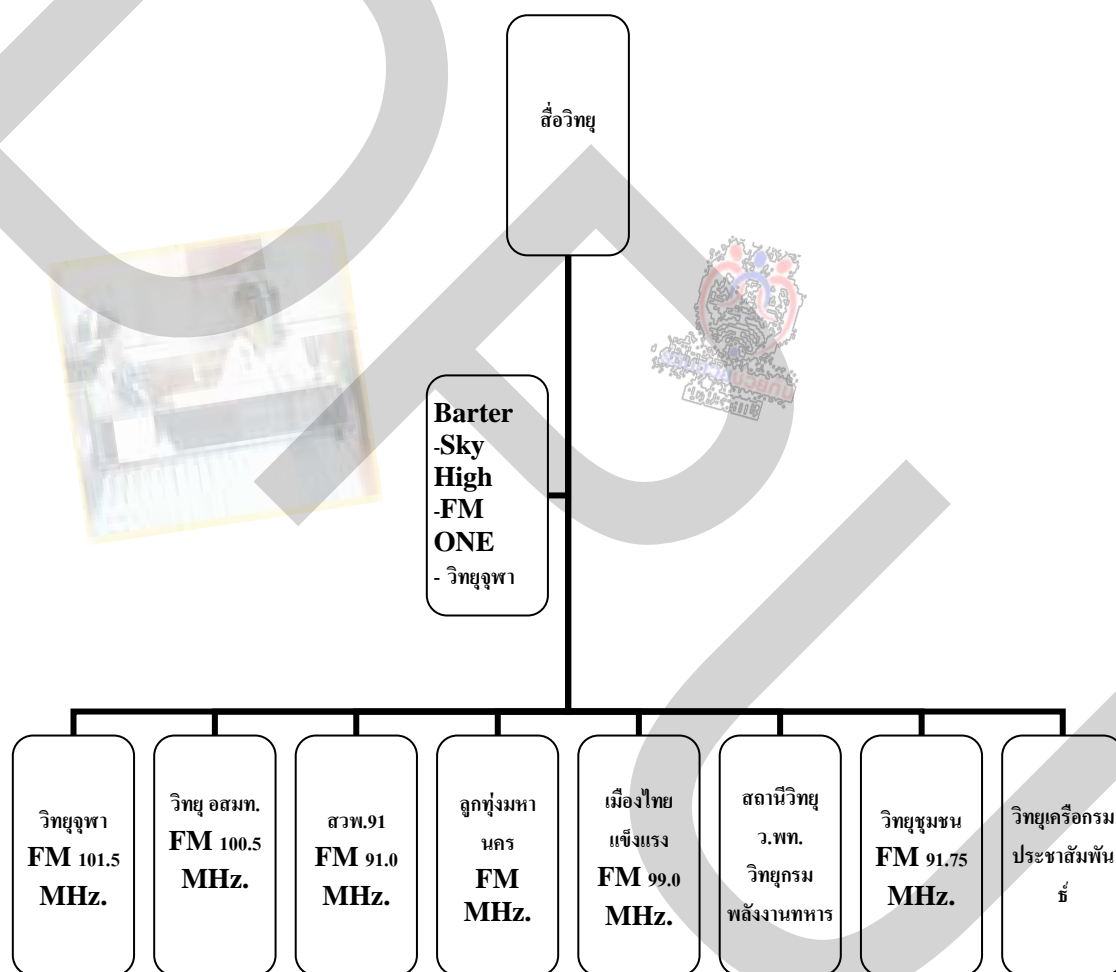 สื่อวิทยุ
Barter
-Sky
High
-FM
ONE
- วิทยุจุฬา
วิทยุจุฬา
FM 101.5
MHz.
วิทยุ อสมท.
FM 100.5
MHz.
สวพ.91
FM 91.0
MHz.
ลูกทุ่งมหา
นคร
FM
MHz.
เมืองไทย
แข็งแรง
FM 99.0
MHz.
สถานีวิทยุ
ว.พท.
วิทยุกรม
พลังงานทหาร
วิทยุชุมชน
FM 91.75
MHz.
วิทยุเครือกรม
ประชาสัมพัน
ธ์